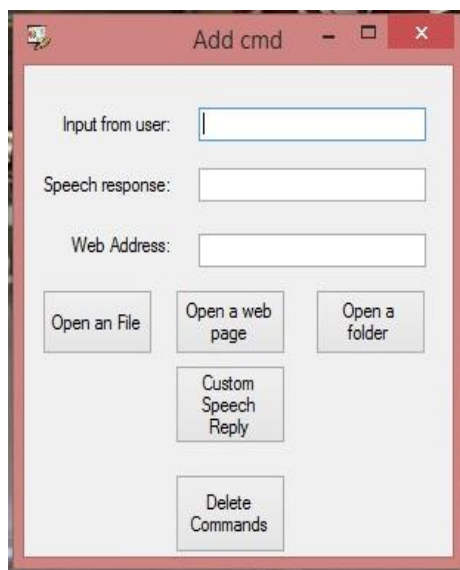 Add cmd
Input from user:
Speech response:
Web Address:
Open an File
Open a web
page
Open a
folder
Custom
Speech
Reply
Delete
Commands